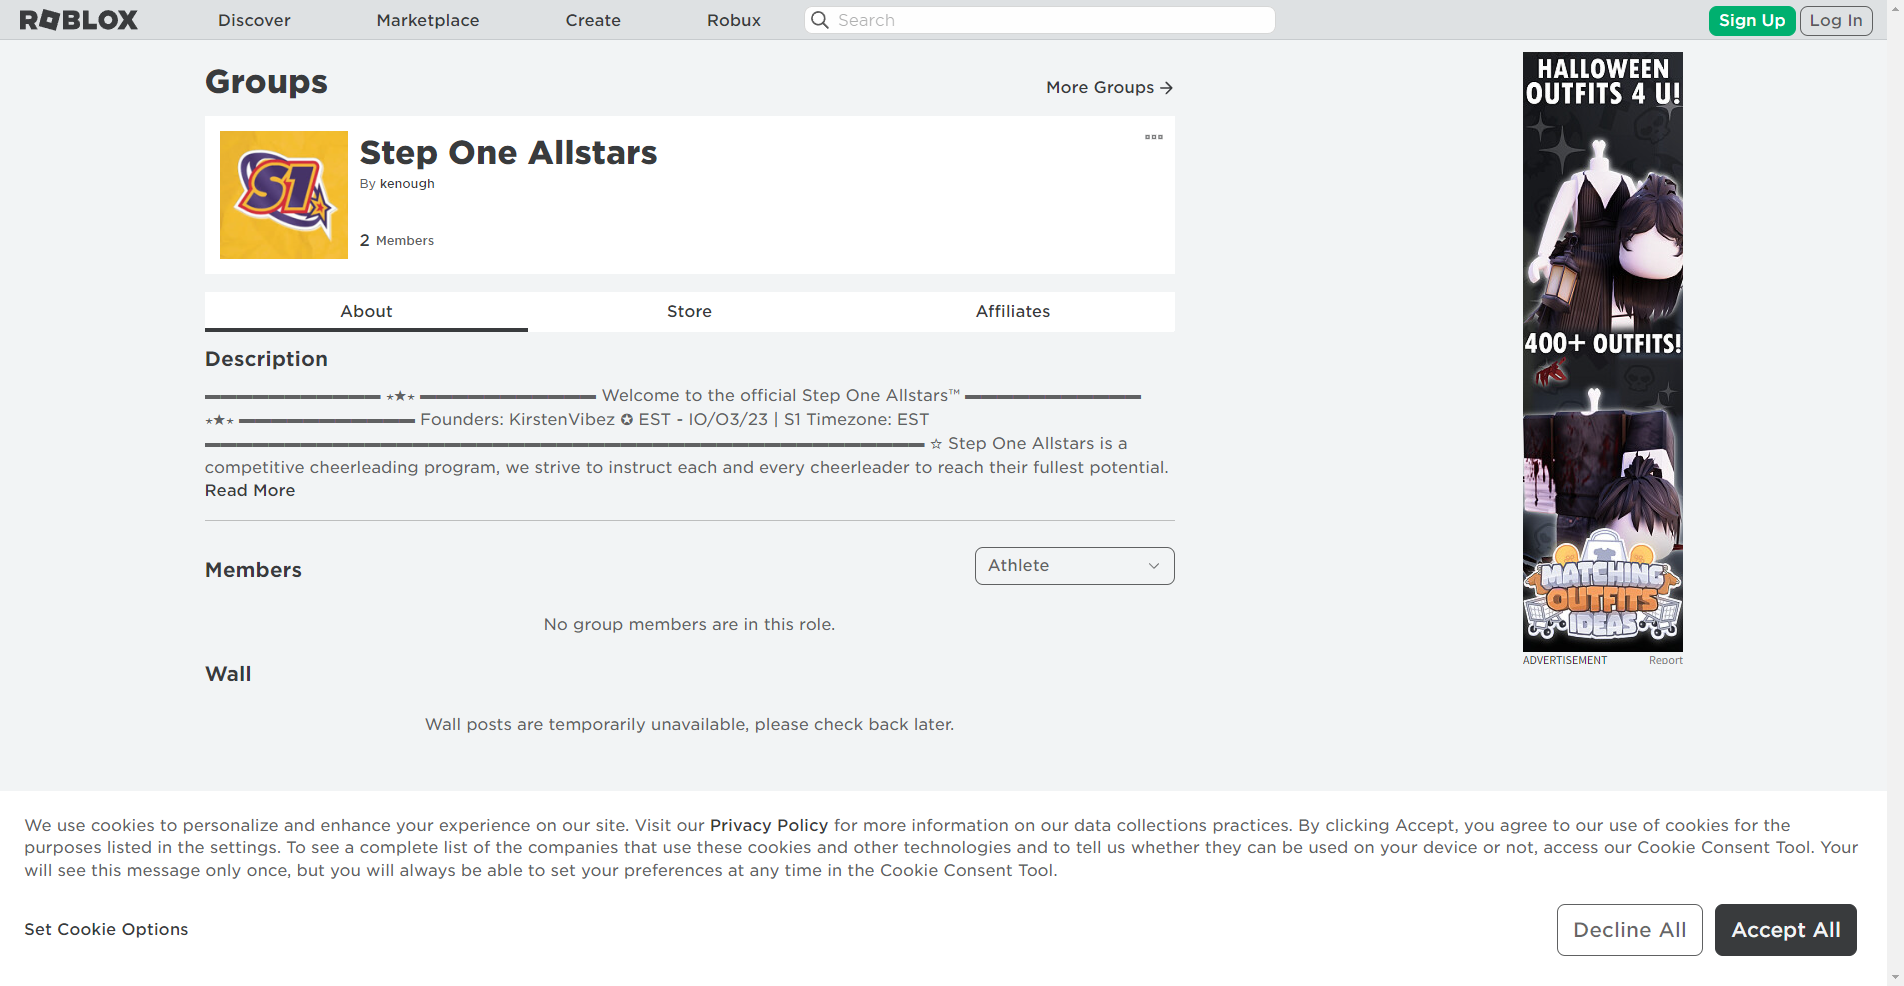 ROBLOX Discover Marketplace Create Robux Search Sign Up Log In
Groups
More Groups →
S1
Step One Allstars
By kenough
2 Members
About Store Affiliates
Description
▬▬▬▬▬▬▬▬▬▬▬ ⋆★⋆ ▬▬▬▬▬▬▬▬▬▬▬ Welcome to the official Step One Allstars™ ▬▬▬▬▬▬▬▬▬▬▬
⋆★⋆ ▬▬▬▬▬▬▬▬▬▬▬ Founders: KirstenVibez ✪ EST - IO/O3/23 | S1 Timezone: EST
▬▬▬▬▬▬▬▬▬▬▬▬▬▬▬▬▬▬▬▬▬▬▬▬▬▬▬▬▬▬▬▬▬▬▬▬▬▬▬▬▬▬▬▬▬ ☆ Step One Allstars is a
competitive cheerleading program, we strive to instruct each and every cheerleader to reach their fullest potential.
Read More
Members
Athlete
No group members are in this role.
Wall
Wall posts are temporarily unavailable, please check back later.
HALLOWEEN
OUTFITS 4 U!
400+ OUTFITS!
MATCHING
OUTFITS
IDEAS
ADVERTISEMENT Report
We use cookies to personalize and enhance your experience on our site. Visit our Privacy Policy for more information on our data collections practices. By clicking Accept, you agree to our use of cookies for the
purposes listed in the settings. To see a complete list of the companies that use these cookies and other technologies and to tell us whether they can be used on your device or not, access our Cookie Consent Tool. Your
will see this message only once, but you will always be able to set your preferences at any time in the Cookie Consent Tool.
Set Cookie Options
Decline All
Accept All